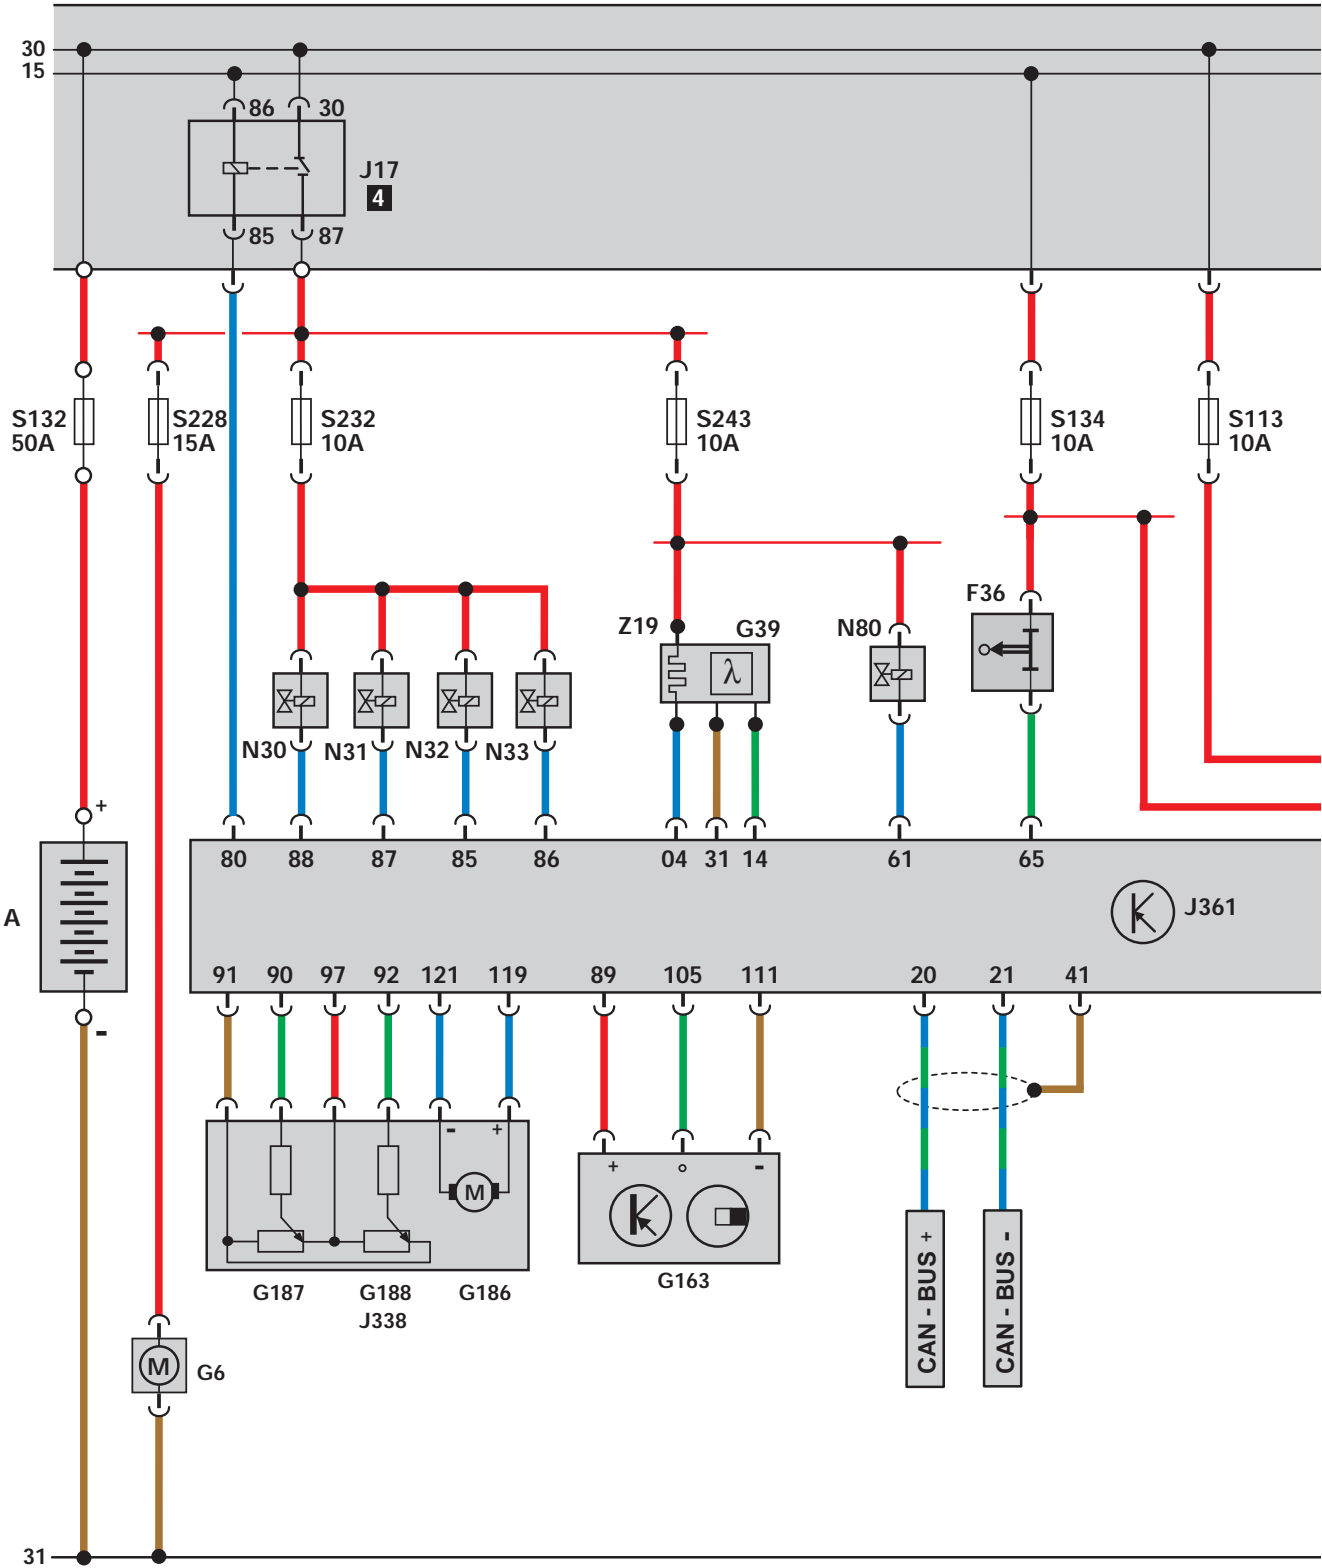 30
15
86 30
J17
4
85 87
S132
50A
S228
15A
S232
10A
S243
10A
S134
10A
S113
10A
F36
Z19 G39 N80
λ
N30 N31 N32 N33
+
80 88 87 85 86 04 31 14 61 65
A
J361
91 90 97 92 121 119 89 105 111 20 21 41
-
- +
M
+ -
G187 G188 G186
J338
G163
CAN - BUS +
CAN - BUS -
M
G6
31